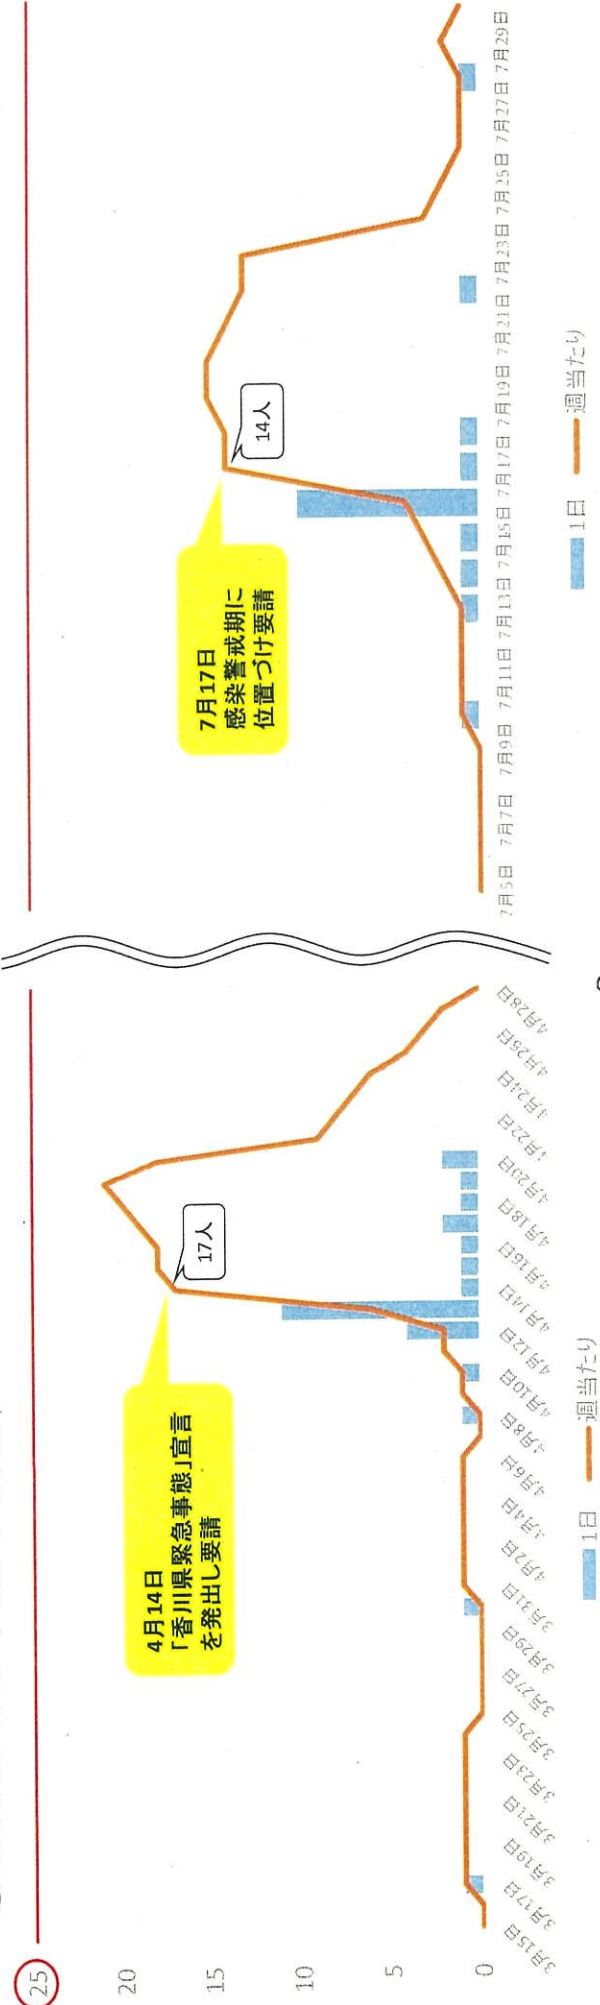 25
20
15
10
5
0
4月14日
「香川県緊急事態」宣言
を発出し要請
17人
3月15日 3月17日 3月19日 3月21日 3月23日 3月25日 3月27日 3月29日 3月31日 4月2日 4月4日 4月6日 4月8日 4月10日 4月12日 4月14日 4月16日 4月18日 4月20日 4月22日 4月24日 4月26日 4月28日
1日 週当たり
7月17日
感染警戒期に
位置づけ要請
14人
7月5日 7月7日 7月9日 7月11日 7月13日 7月15日 7月17日 7月19日 7月21日 7月23日 7月25日 7月27日 7月29日
1日 週当たり